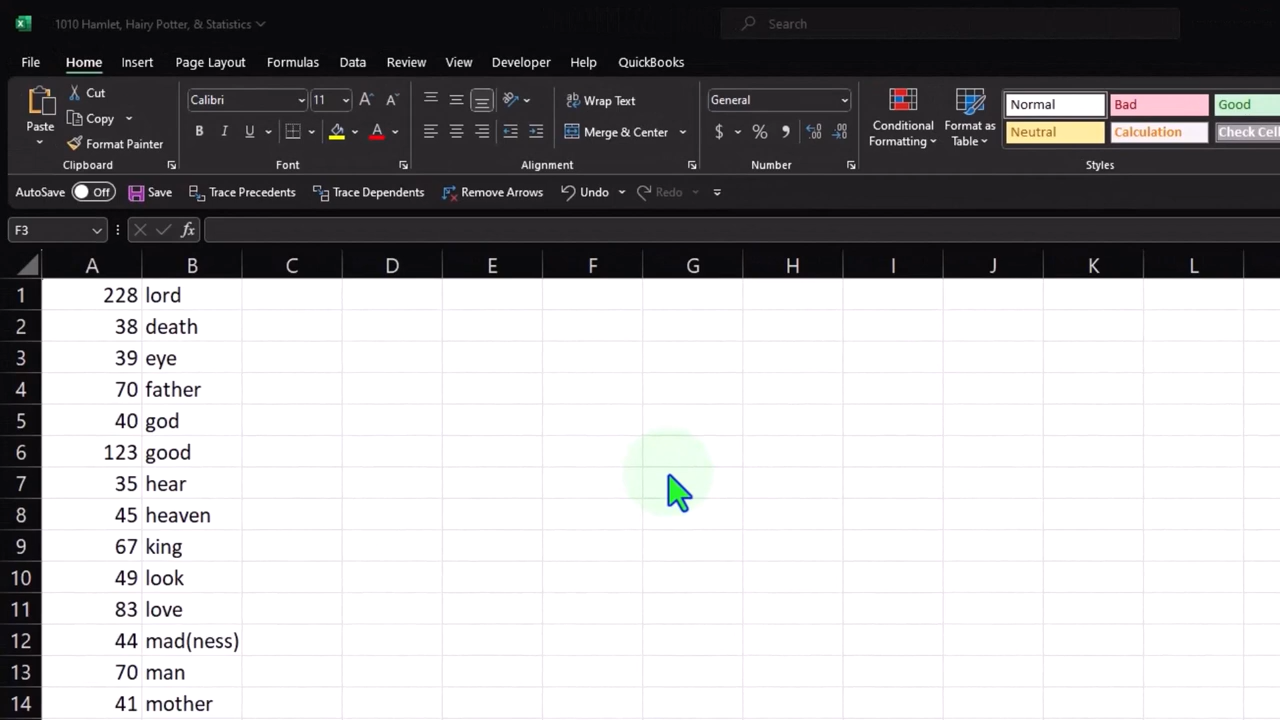 1010 Hamlet, Hairy Potter, & Statistics
Search
File Home Insert Page Layout Formulas Data Review View Developer Help QuickBooks
Paste
Cut
Copy
Format Painter
Clipboard
Calibri 11 A A
B I U A
Font
ab Wrap Text
Merge & Center
Alignment
General
$ % 9
Number
Conditional Formatting
Format as Table
Normal Bad Good
Neutral Calculation Check Cell
Styles
AutoSave Off Save Trace Precedents Trace Dependents Remove Arrows Undo Redo
F3 fx
A B C D E F G H I J K L
1 228 lord
2 38 death
3 39 eye
4 70 father
5 40 god
6 123 good
7 35 hear
8 45 heaven
9 67 king
10 49 look
11 83 love
12 44 mad(ness)
13 70 man
14 41 mother